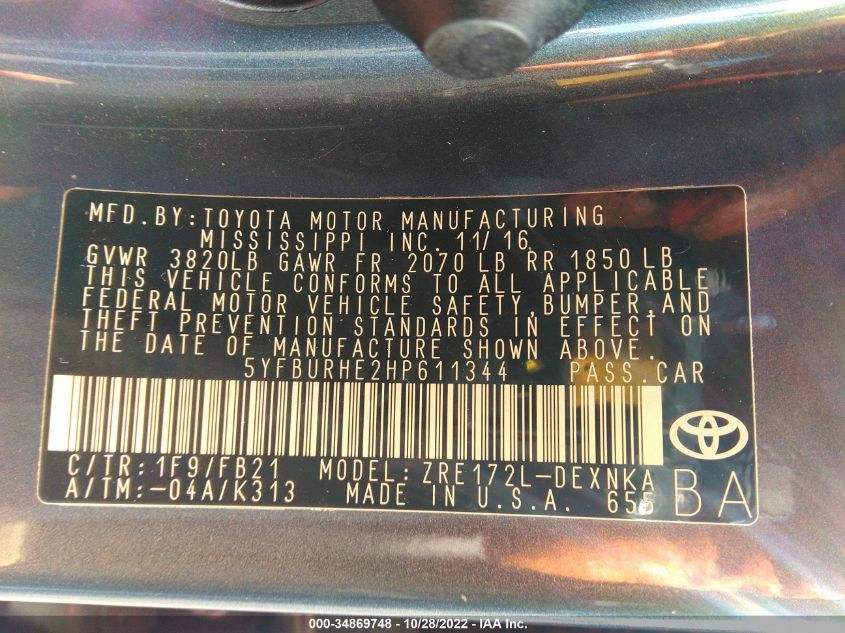 MFD.BY:TOYOTA MOTOR MANUFACTURING
MISSISSIPPI INC. 11/16
GVWR 3820LB GAWR FR 2070LB RR 1850LB
THIS VEHICLE CONFORMS TO ALL APPLICABLE
FEDERAL MOTOR VEHICLE SAFETY,BUMPER,AND
THEFT PREVENTION STANDARDS IN EFFECT ON
THE DATE OF MANUFACTURE SHOWN ABOVE.
5YFBURHE2HP611344 PASS.CAR
C/TR:1F9/FB21 MODEL:ZRE172L-DEXNKA
A/TM:-04A/K313 MADE IN U.S.A. 655 BA
000-34869748 - 10/28/2022 - IAA Inc.